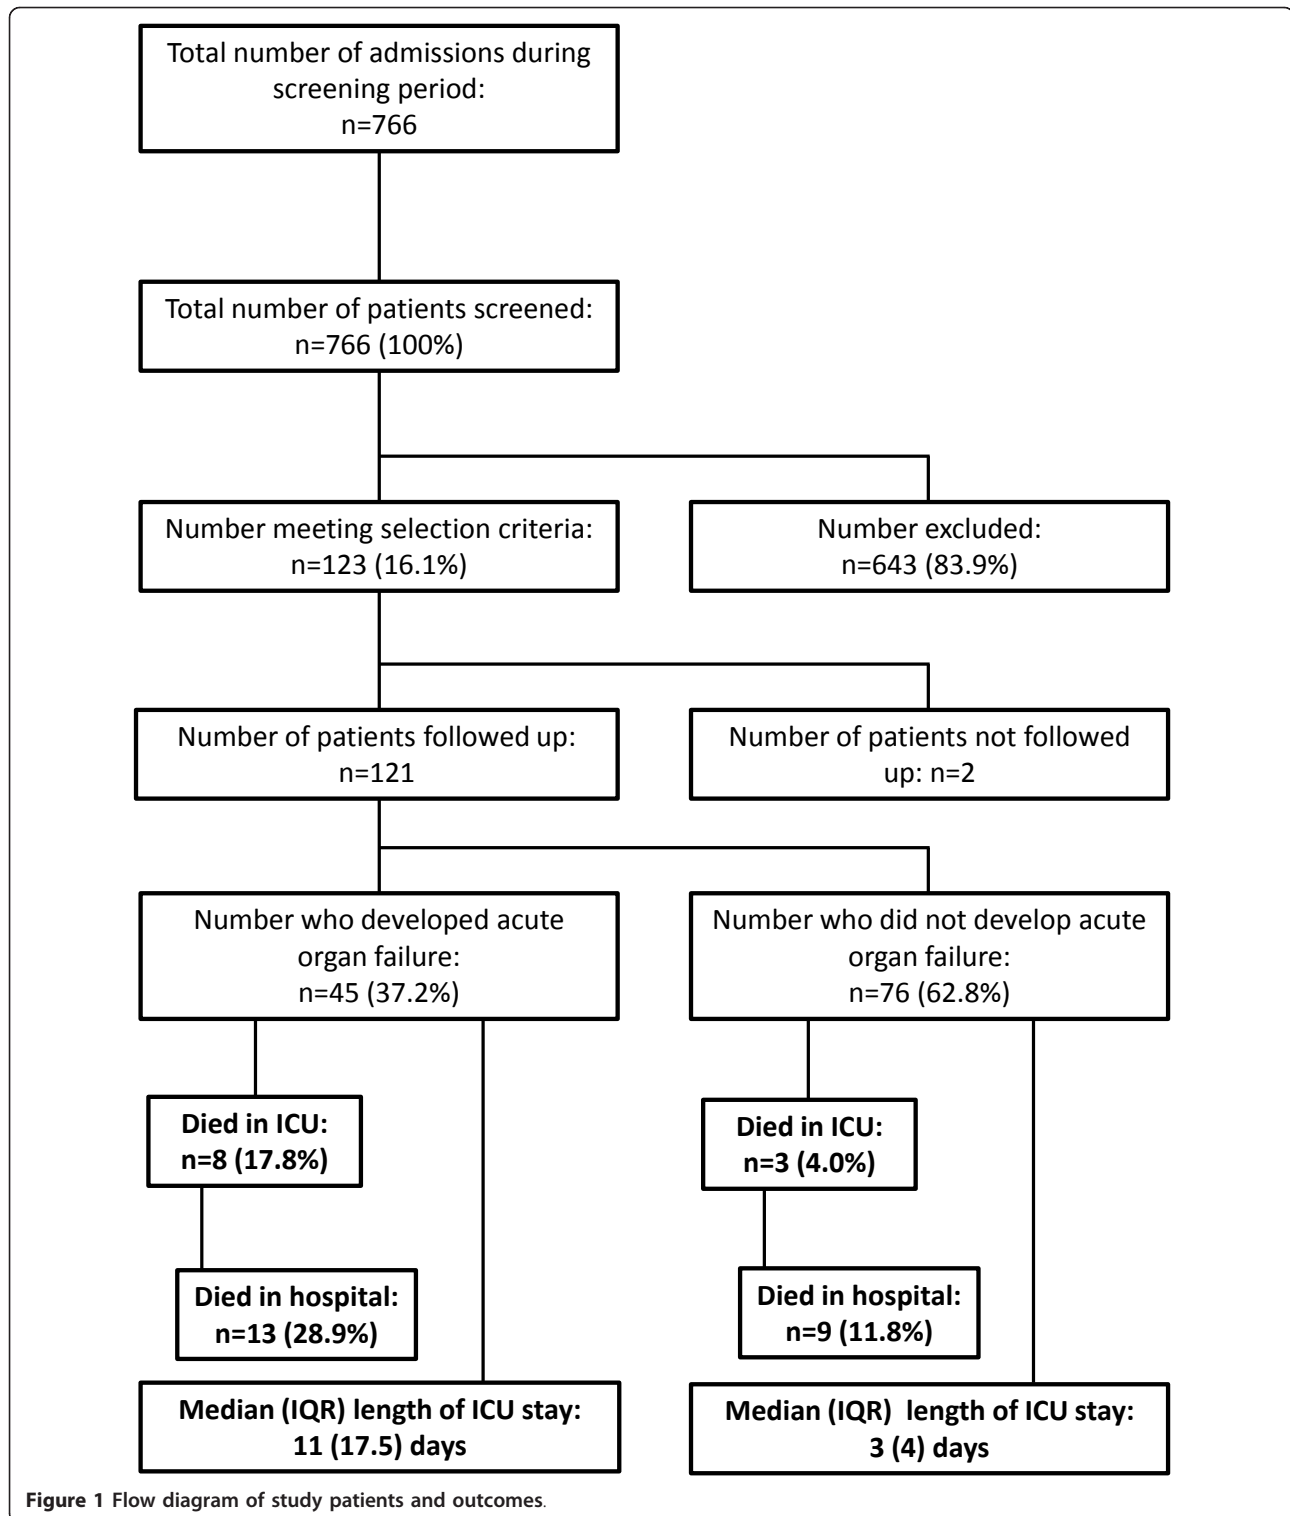 Total number of admissions during
screening period:
n=766
Total number of patients screened:
n=766 (100%)
Number meeting selection criteria:
n=123 (16.1%)
Number excluded:
n=643 (83.9%)
Number of patients followed up:
n=121
Number of patients not followed
up: n=2
Number who developed acute
organ failure:
n=45 (37.2%)
Number who did not develop acute
organ failure:
n=76 (62.8%)
Died in ICU:
n=8 (17.8%)
Died in ICU:
n=3 (4.0%)
Died in hospital:
n=13 (28.9%)
Died in hospital:
n=9 (11.8%)
Median (IQR) length of ICU stay:
11 (17.5) days
Median (IQR) length of ICU stay:
3 (4) days
Figure 1 Flow diagram of study patients and outcomes.